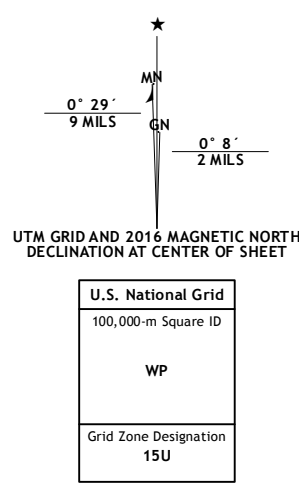 MN
0° 29´
9 MILS
GN
0° 8´
2 MILS
UTM GRID AND 2016 MAGNETIC NORTH
DECLINATION AT CENTER OF SHEET
U.S. National Grid
100,000-m Square ID
WP
Grid Zone Designation
15U